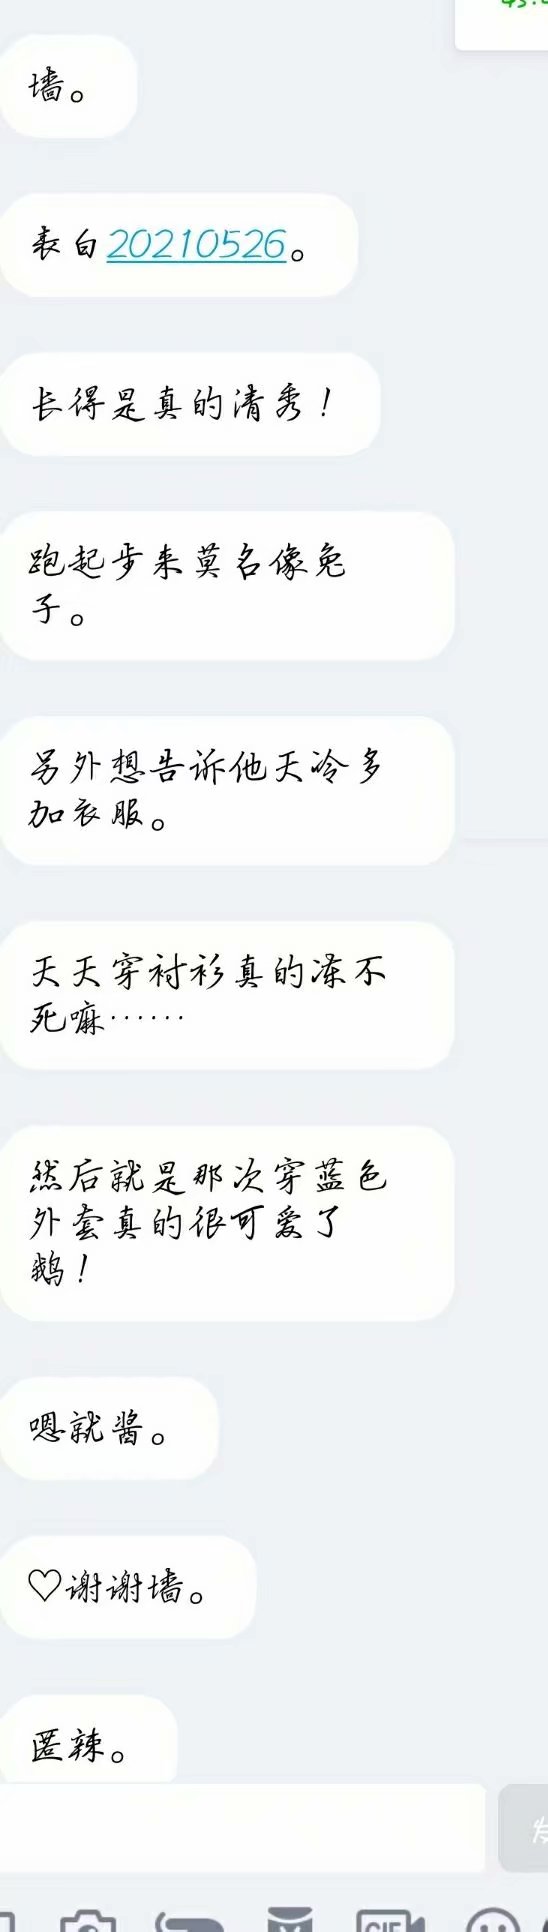 墙。
表白20210526。
长得是真的清秀！
跑起步来莫名像兔
子。
另外想告诉他天冷多
加衣服。
天天穿衬衫真的冻不
死嘛……
然后就是那次穿蓝色
外套真的很可爱了
鹅！
嗯就酱。
♡谢谢墙。
匿辣。
GIF